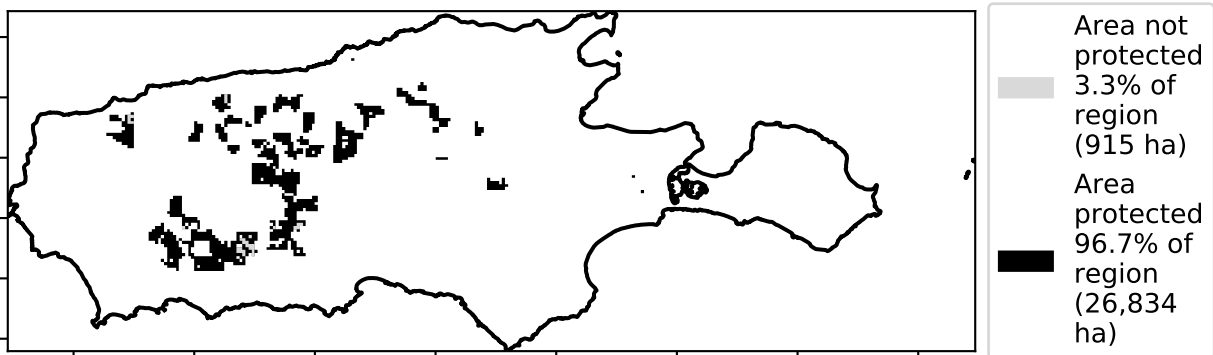 Area not
protected
3.3% of
region
(915 ha)
Area
protected
96.7% of
region
(26,834
ha)